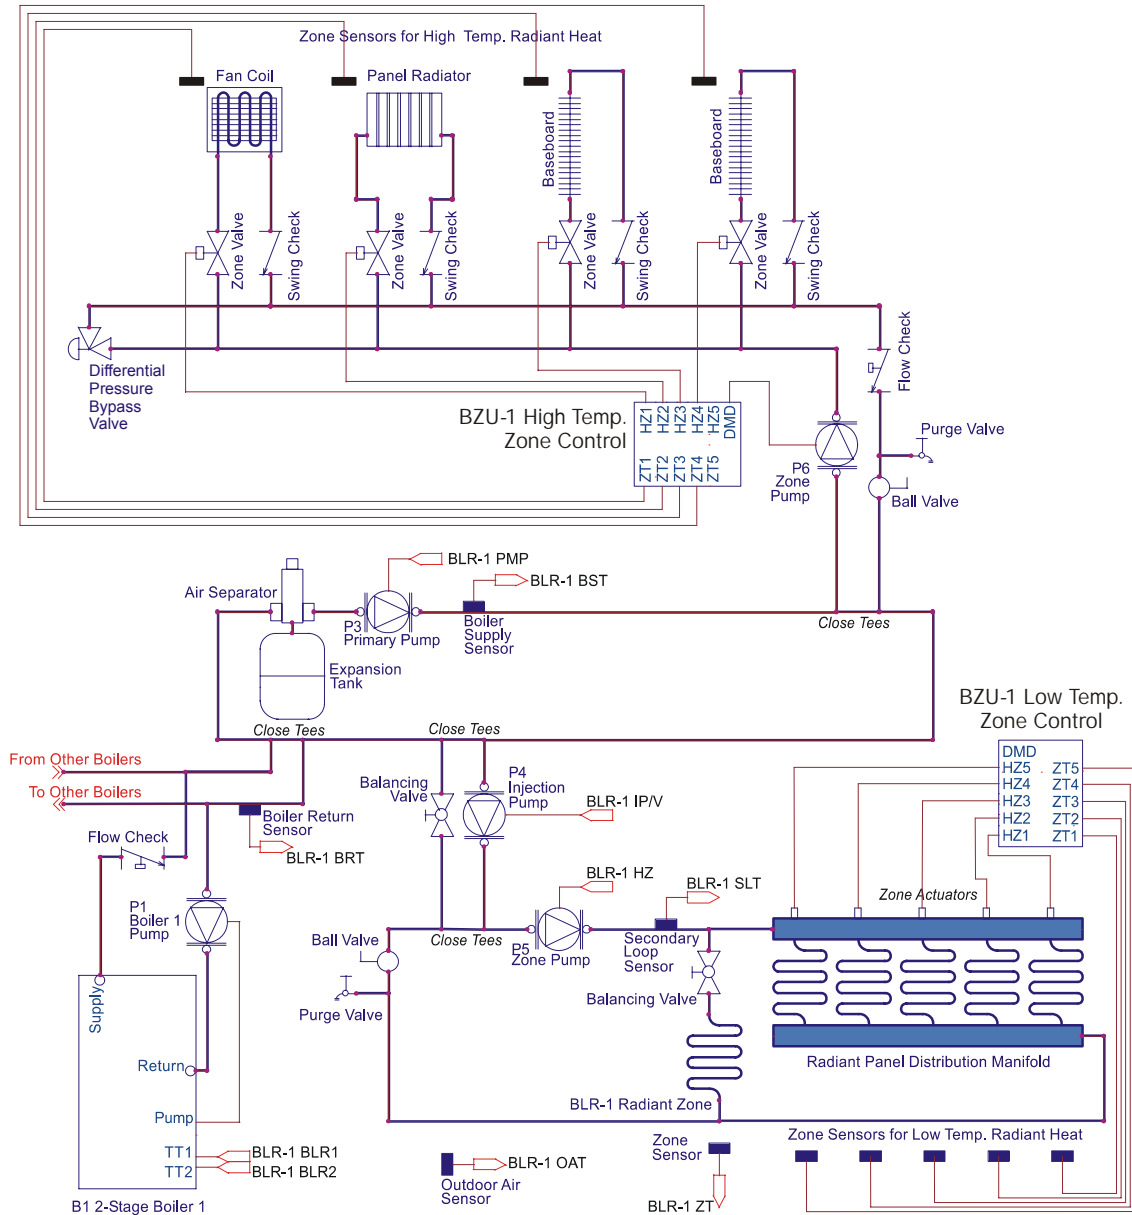 Zone Sensors for High Temp. Radiant Heat
Fan Coil
Panel Radiator
Baseboard
Baseboard
Zone Valve
Swing Check
Zone Valve
Swing Check
Zone Valve
Swing Check
Zone Valve
Swing Check
Differential
Pressure
Bypass
Valve
Flow Check
BZU-1 High Temp.
Zone Control
HZ1
HZ2
HZ3
HZ4
HZ5
DMD
ZT1
ZT2
ZT3
ZT4
ZT5
P6
Zone
Pump
Purge Valve
Ball Valve
BLR-1 PMP
BLR-1 BST
Air Separator
P3
Primary Pump
Boiler
Supply
Sensor
Close Tees
Expansion
Tank
Close Tees
Close Tees
BZU-1 Low Temp.
Zone Control
DMD
HZ5 ZT5
HZ4 ZT4
HZ3 ZT3
HZ2 ZT2
HZ1 ZT1
From Other Boilers
To Other Boilers
Balancing
Valve
P4
Injection
Pump
BLR-1 IP/V
Boiler Return
Sensor
BLR-1 BRT
Flow Check
P1
Boiler 1
Pump
BLR-1 HZ
BLR-1 SLT
Zone Actuators
Ball Valve
Close Tees
P5
Zone Pump
Secondary
Loop
Sensor
Purge Valve
Balancing Valve
Supply
Return
Pump
TT1
TT2
BLR-1 BLR1
BLR-1 BLR2
B1 2-Stage Boiler 1
Radiant Panel Distribution Manifold
BLR-1 Radiant Zone
Zone Sensors for Low Temp. Radiant Heat
Zone
Sensor
BLR-1 OAT
Outdoor Air
Sensor
BLR-1 ZT